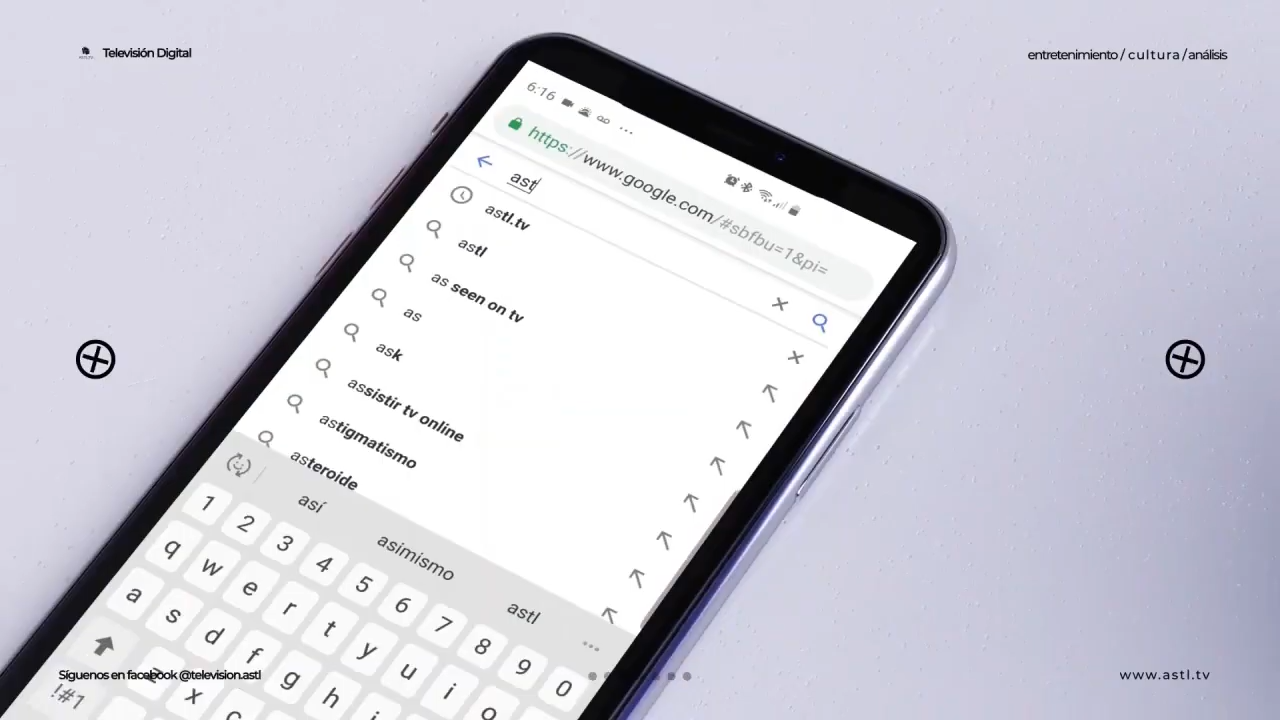 Televisión Digital
entretenimiento / cultura / análisis
6:16
https://www.google.com/#sbfbu=1&pi=
astl
astl.tv
astl
as seen on tv
as
ask
assistir tv online
astigmatismo
asteroide
así
asimismo
astl
1 2 3 4 5 6 7 8 9 0
q w e r t y u i o
a s d f g h j
z x c
!#1
Síguenos en facebook @television.astl
www.astl.tv